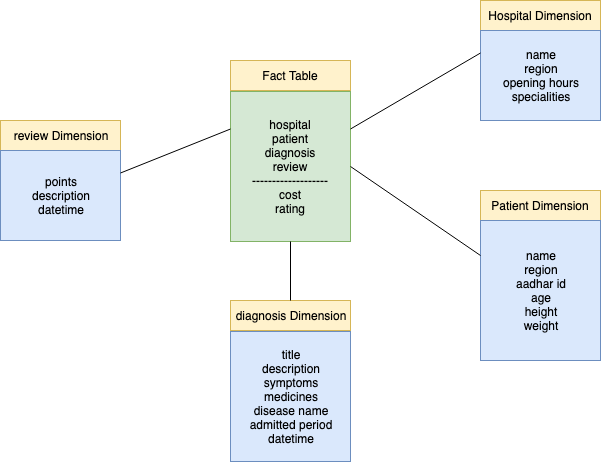 Hospital Dimension
name
region
opening hours
specialities
Fact Table
hospital
patient
diagnosis
review
-------------------
cost
rating
review Dimension
points
description
datetime
Patient Dimension
name
region
aadhar id
age
height
weight
diagnosis Dimension
title
description
symptoms
medicines
disease name
admitted period
datetime